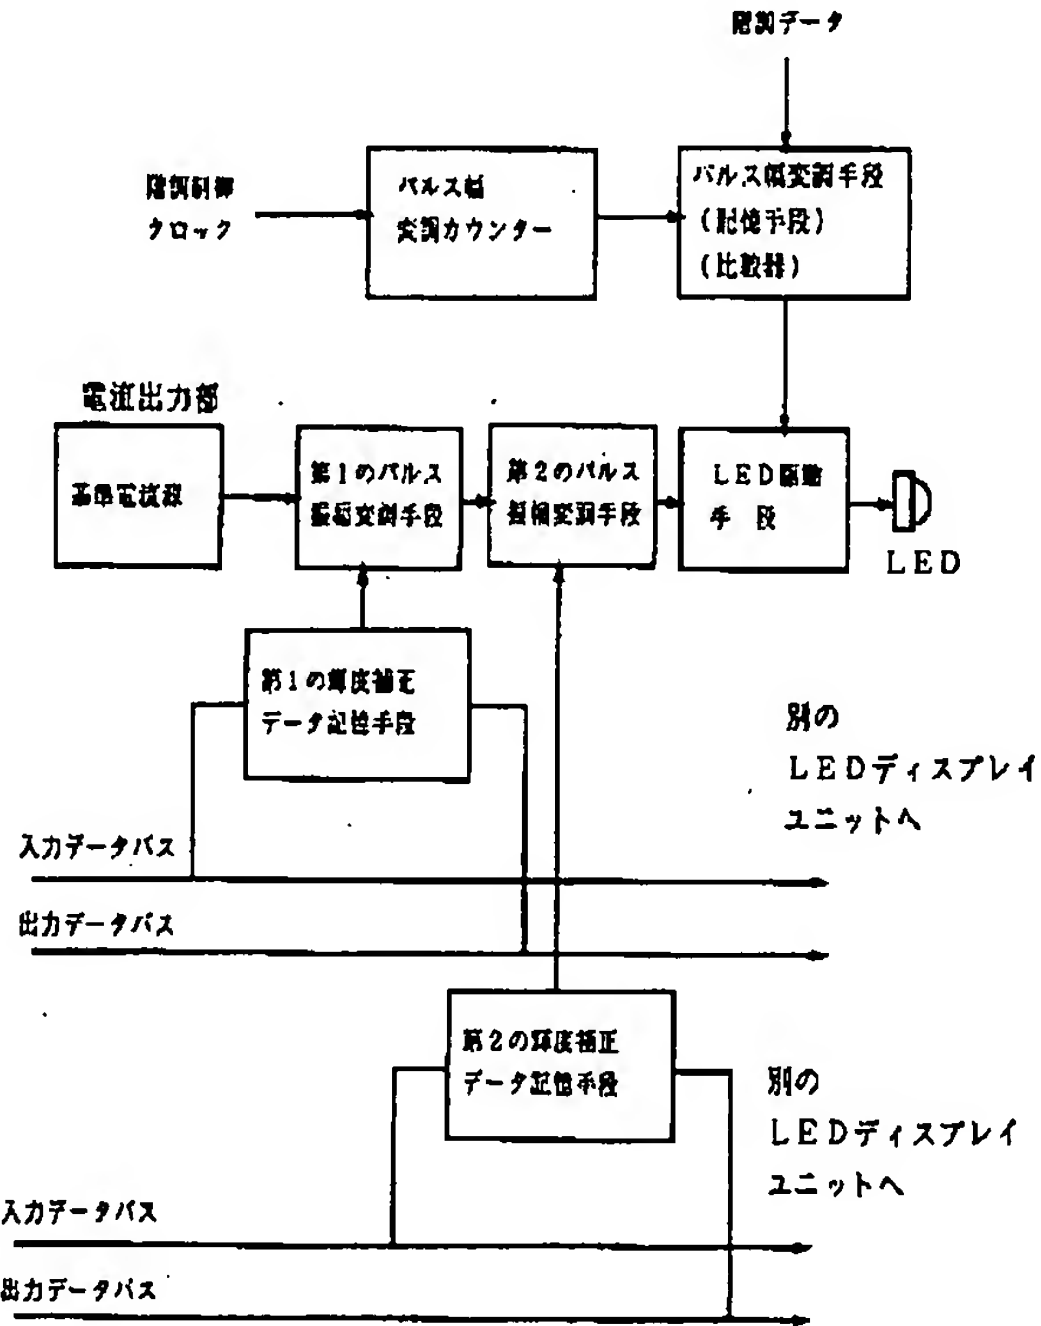 階調データ
階調制御
クロック
パルス幅
変調カウンター
パルス幅変調手段
(記憶手段)
(比較器)
電流出力部
基準電流源
第1のパルス
振幅変調手段
第2のパルス
振幅変調手段
LED駆動
手 段
LED
第1の輝度補正
データ記憶手段
別の
LEDディスプレイ
ユニットへ
入力データバス
出力データバス
第2の輝度補正
データ記憶手段
別の
LEDディスプレイ
ユニットへ
入力データバス
出力データバス